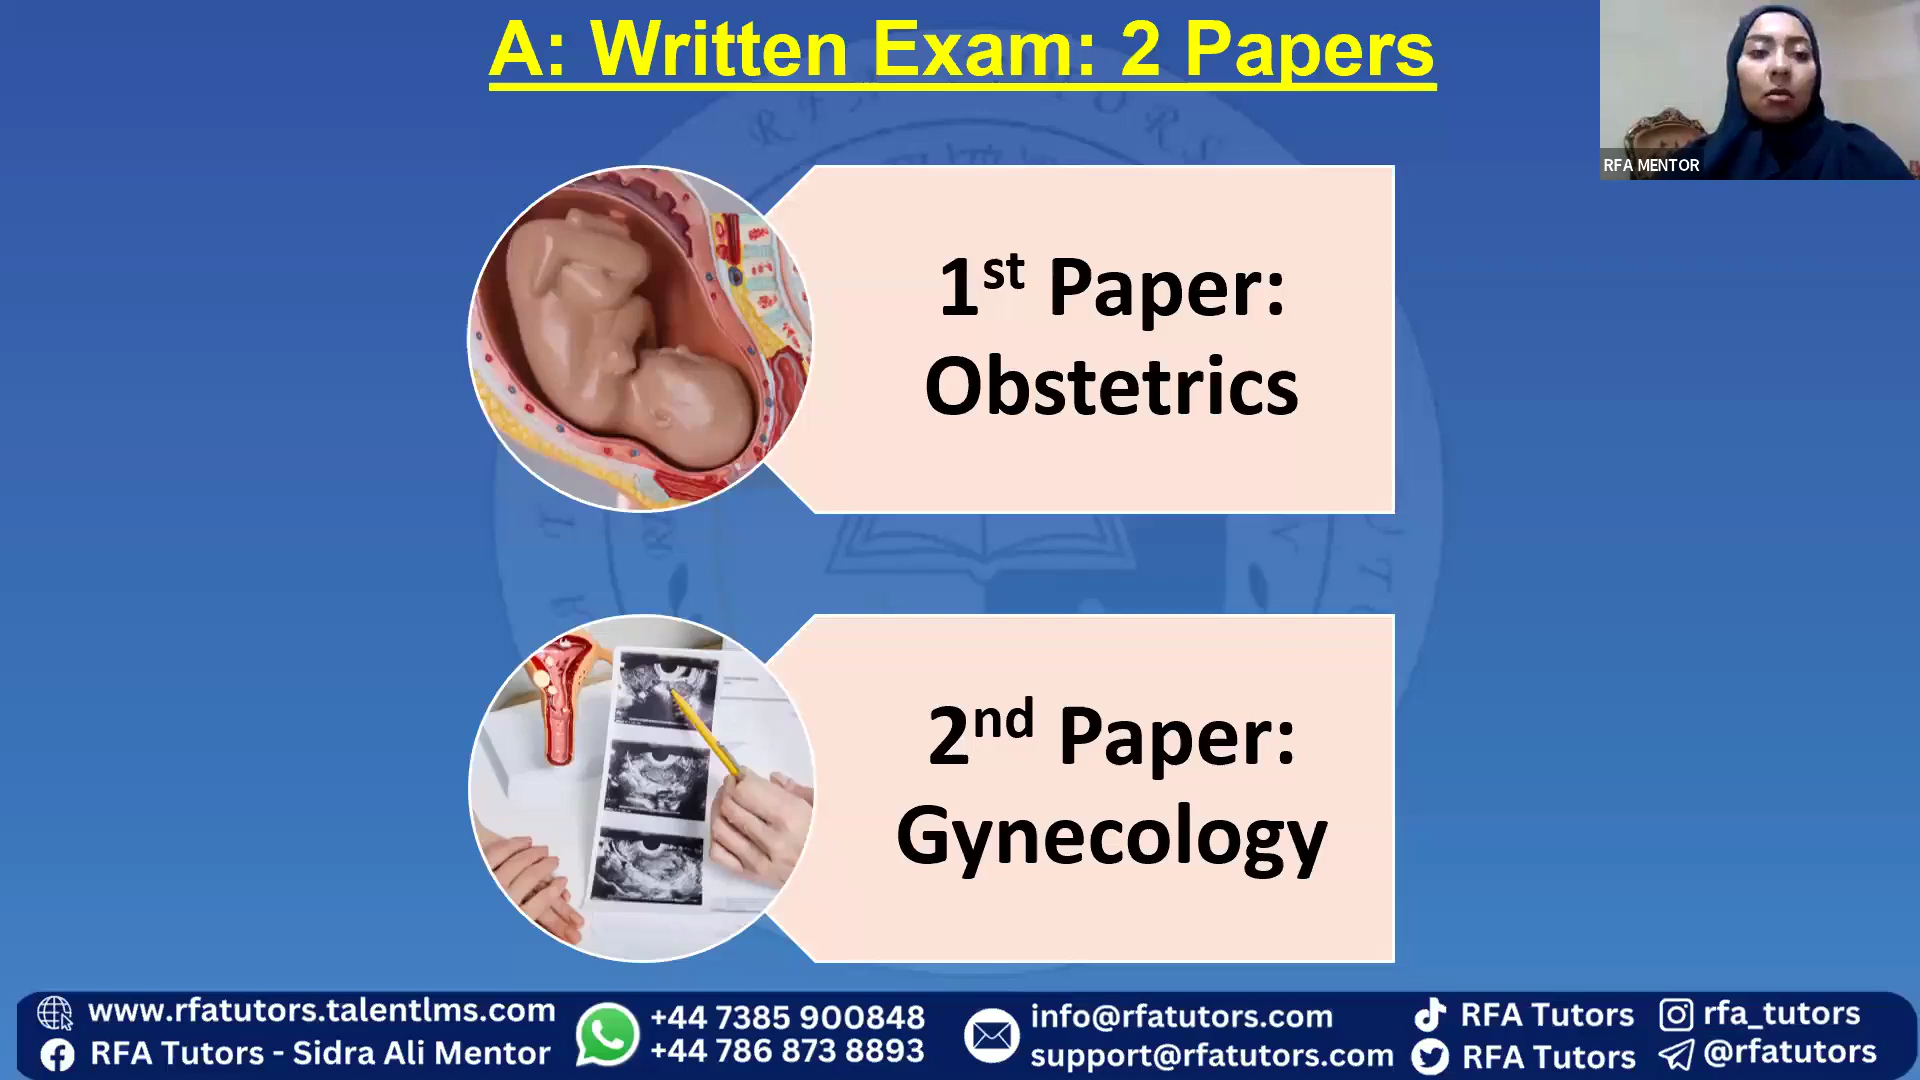 A: Written Exam: 2 Papers
RFA MENTOR
1st Paper:
Obstetrics
2nd Paper:
Gynecology
www.rfatutors.talentlms.com
RFA Tutors - Sidra Ali Mentor
+44 7385 900848
+44 786 873 8893
info@rfatutors.com
support@rfatutors.com
RFA Tutors
RFA Tutors
rfa_tutors
@rfatutors